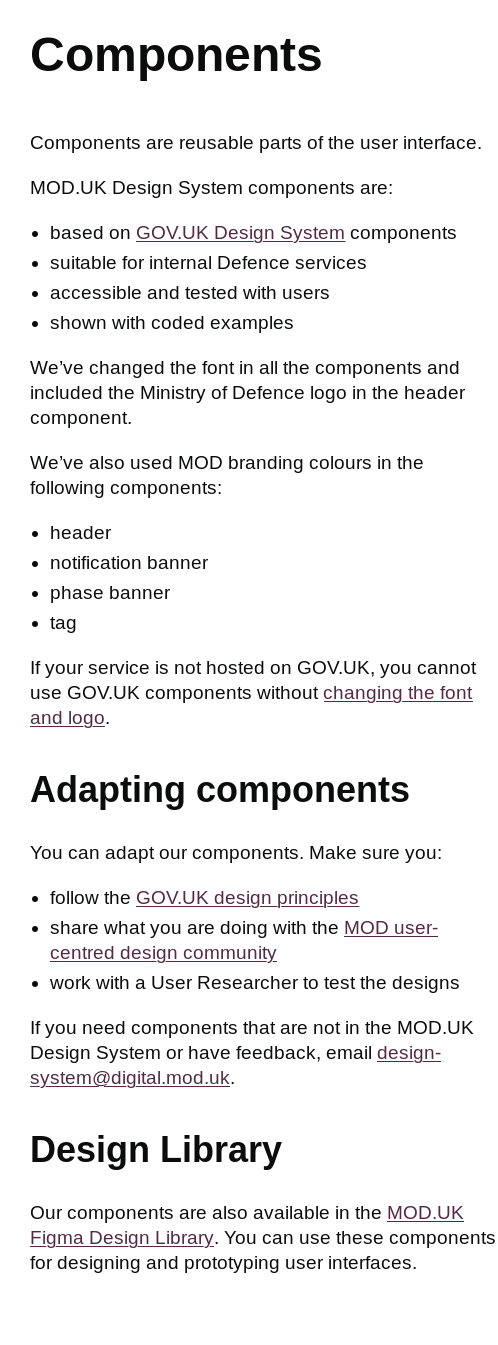 Components
Components are reusable parts of the user interface.
MOD.UK Design System components are:
• based on GOV.UK Design System components
• suitable for internal Defence services
• accessible and tested with users
• shown with coded examples
We’ve changed the font in all the components and
included the Ministry of Defence logo in the header
component.
We’ve also used MOD branding colours in the
following components:
• header
• notification banner
• phase banner
• tag
If your service is not hosted on GOV.UK, you cannot
use GOV.UK components without changing the font
and logo.
Adapting components
You can adapt our components. Make sure you:
• follow the GOV.UK design principles
• share what you are doing with the MOD user-
centred design community
• work with a User Researcher to test the designs
If you need components that are not in the MOD.UK
Design System or have feedback, email design-
system@digital.mod.uk.
Design Library
Our components are also available in the MOD.UK
Figma Design Library. You can use these components
for designing and prototyping user interfaces.